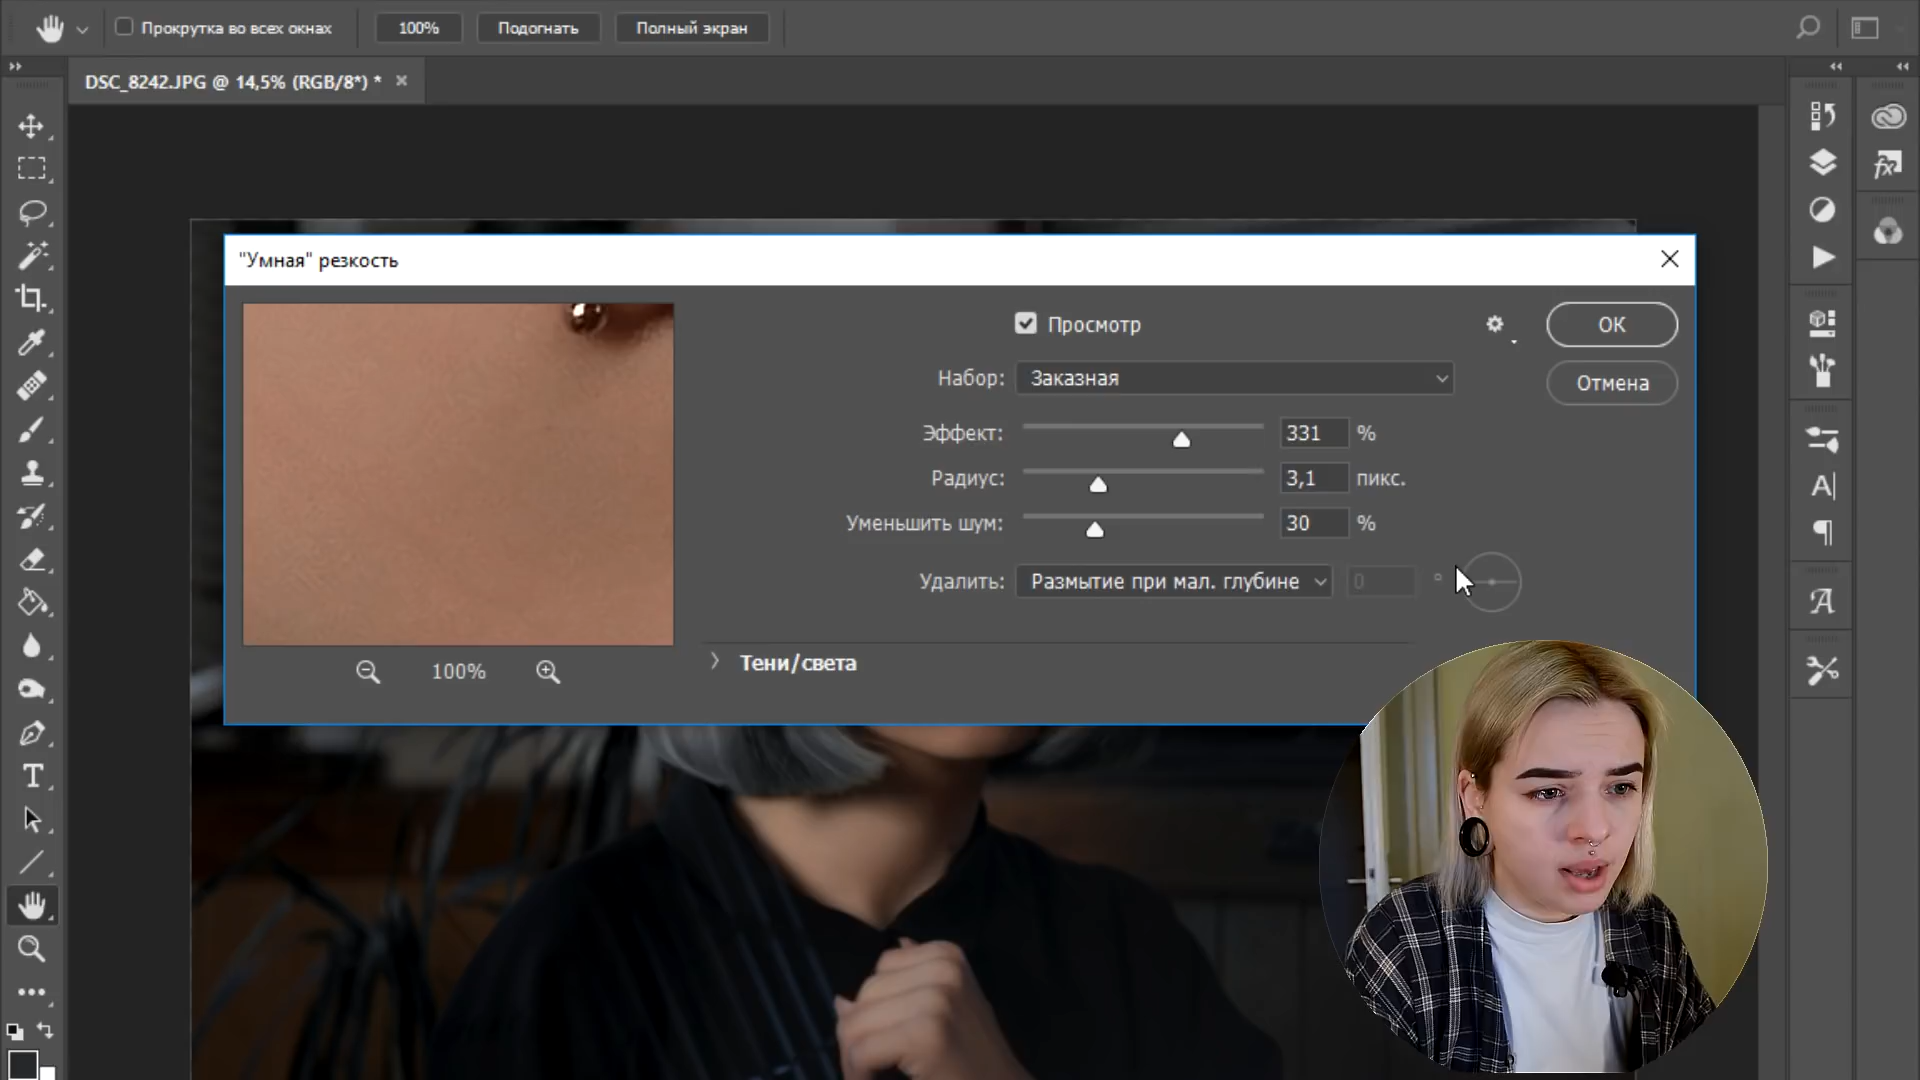 Прокрутка во всех окнах
100%
Подогнать
Полный экран
DSC_8242.JPG @ 14,5% (RGB/8*) *
"Умная" резкость
Просмотр
OK
Набор: Заказная
Отмена
Эффект: 331 %
Радиус: 3,1 пикс.
Уменьшить шум: 30 %
Удалить: Размытие при мал. глубине 0 °
100%
Тени/света